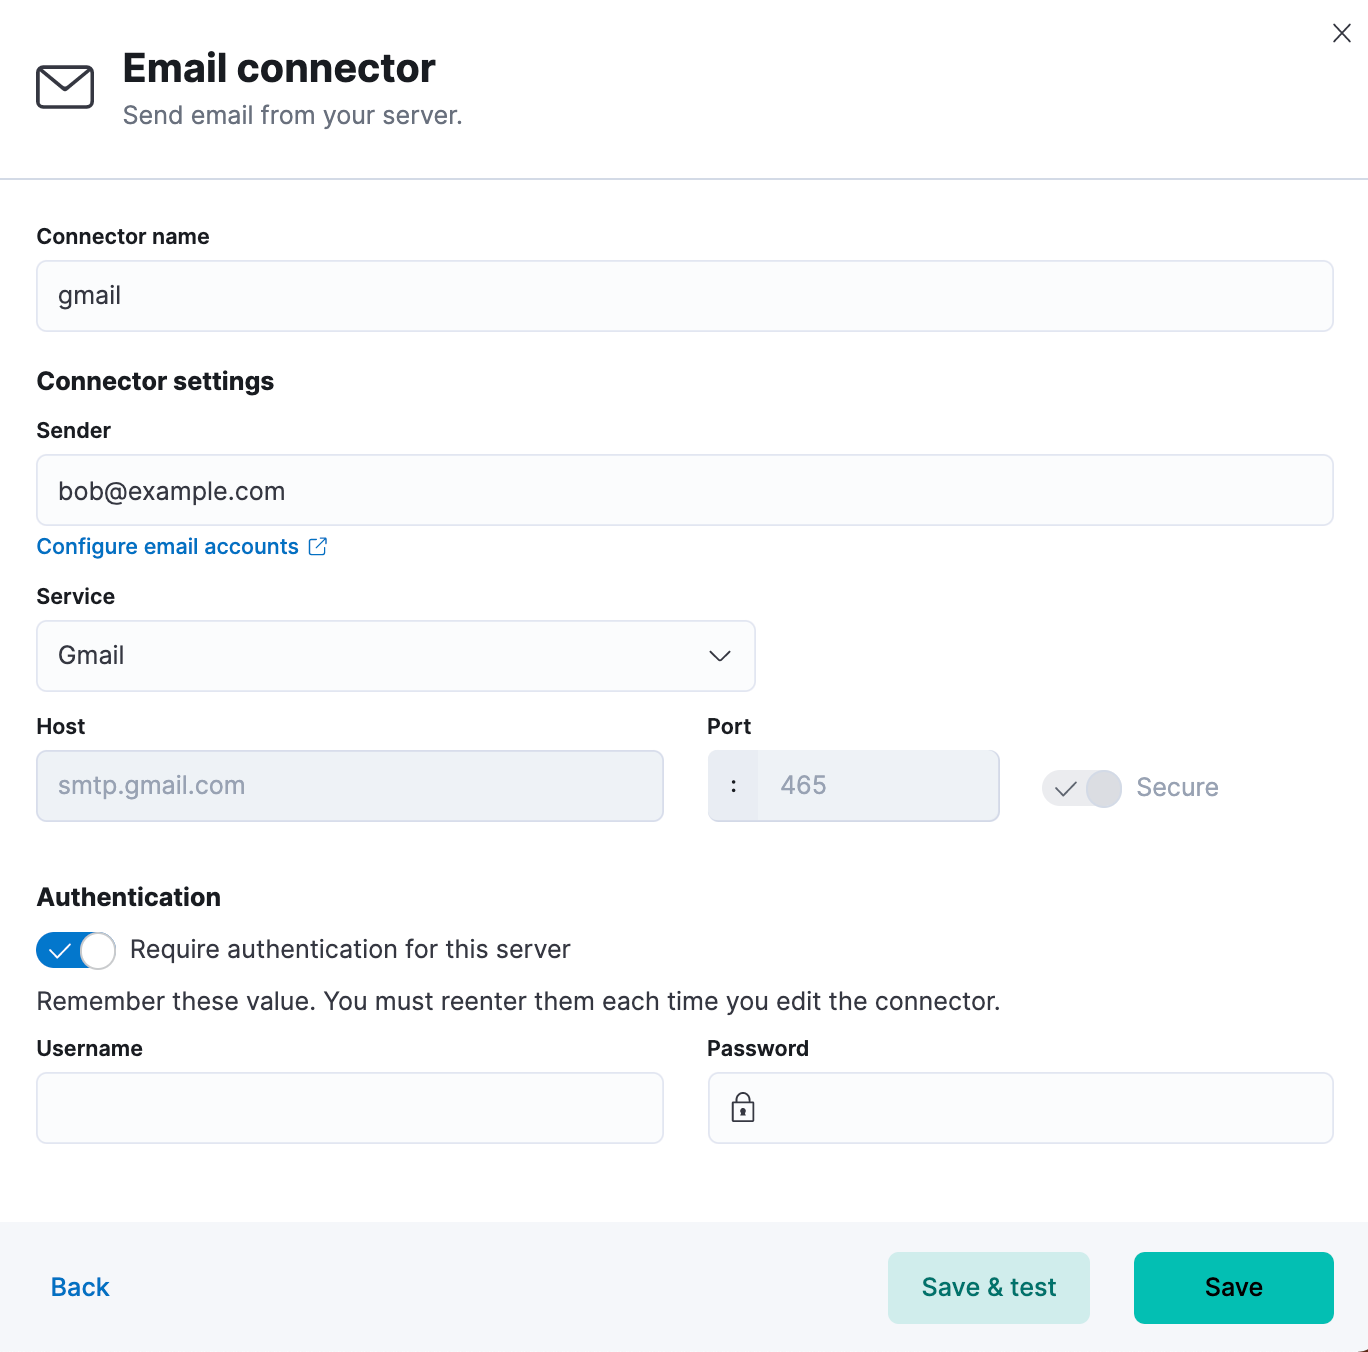 Email connector
Send email from your server.
Connector name
gmail
Connector settings
Sender
bob@example.com
Configure email accounts
Service
Gmail
Host
Port
smtp.gmail.com
:
465
Secure
Authentication
Require authentication for this server
Remember these value. You must reenter them each time you edit the connector.
Username
Password
Back
Save & test
Save